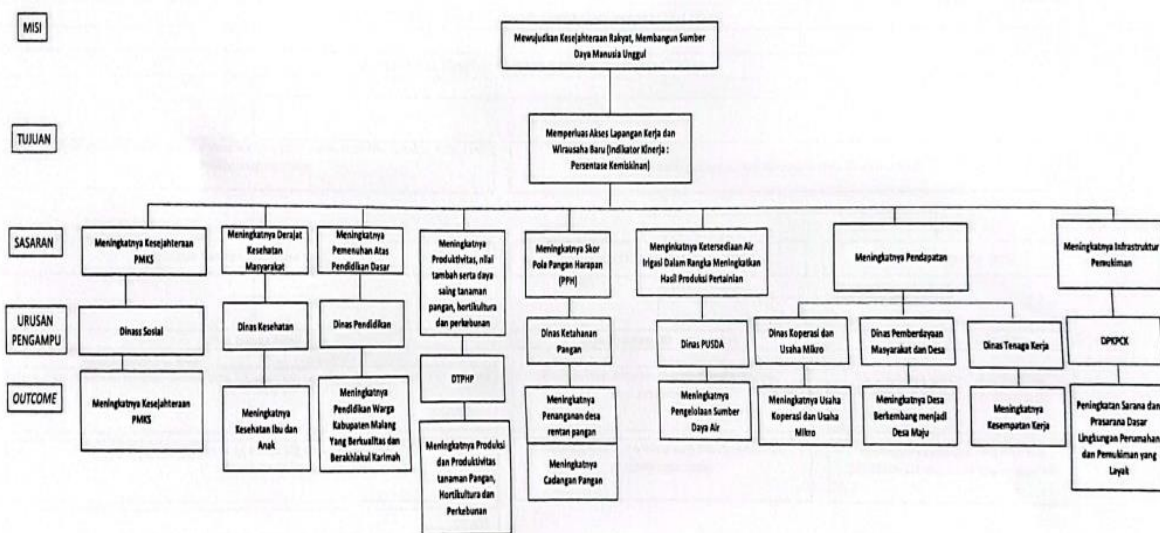 MISI
Mewujudkan Kesejahteraan Rakyat, Membangun Sumber
Daya Manusia Unggul
TUJUAN
Memperluas Akses Lapangan Kerja dan
Wirausaha Baru (Indikator Kinerja :
Persentase Kemiskinan)
SASARAN
Meningkatnya Kesejahteraan
PMKS
Meningkatnya Derajat
Kesehatan
Masyarakat
Meningkatnya
Pemenuhan Atas
Pendidikan Dasar
Meningkatnya
Produktivitas, nilai
tambah serta daya
saing tanaman
pangan, hortikultura
dan perkebunan
Meningkatnya Skor
Pola Pangan Harapan
(PPH)
Menginkatnya Ketersediaan Air
Irigasi Dalam Rangka Meningkatkan
Hasil Produksi Pertainian
Meningkatnya Pendapatan
Meningkatnya Infrastruktur
Pemukiman
URUSAN
PENGAMPU
Dinass Sosial
Dinas Kesehatan
Dinas Pendidikan
DTPHP
Dinas Ketahanan
Pangan
Dinas PUSDA
Dinas Koperasi dan
Usaha Mikro
Dinas Pemberdayaan
Masyarakat dan Desa
Dinas Tenaga Kerja
DPKPCK
OUTCOME
Meningkatnya Kesejahteraan
PMKS
Meningkatnya
Kesehatan Ibu dan
Anak
Meningkatnya
Pendidikan Warga
Kabupaten Malang
Yang Berkualitas dan
Berakhlakul Karimah
Meningkatnya Produksi
dan Produktivitas
tanaman Pangan,
Hortikultura dan
Perkebunan
Meningkatnya
Penanganan desa
rentan pangan
Meningkatnya
Cadangan Pangan
Meningkatnya
Pengelolaan Sumber
Daya Air
Meningkatnya Usaha
Koperasi dan Usaha
Mikro
Meningkatnya Desa
Berkembang menjadi
Desa Maju
Meningkatnya
Kesempatan Kerja
Peningkatan Sarana dan
Prasarana Dasar
Lingkungan Perumahan
dan Pemukiman yang
Layak